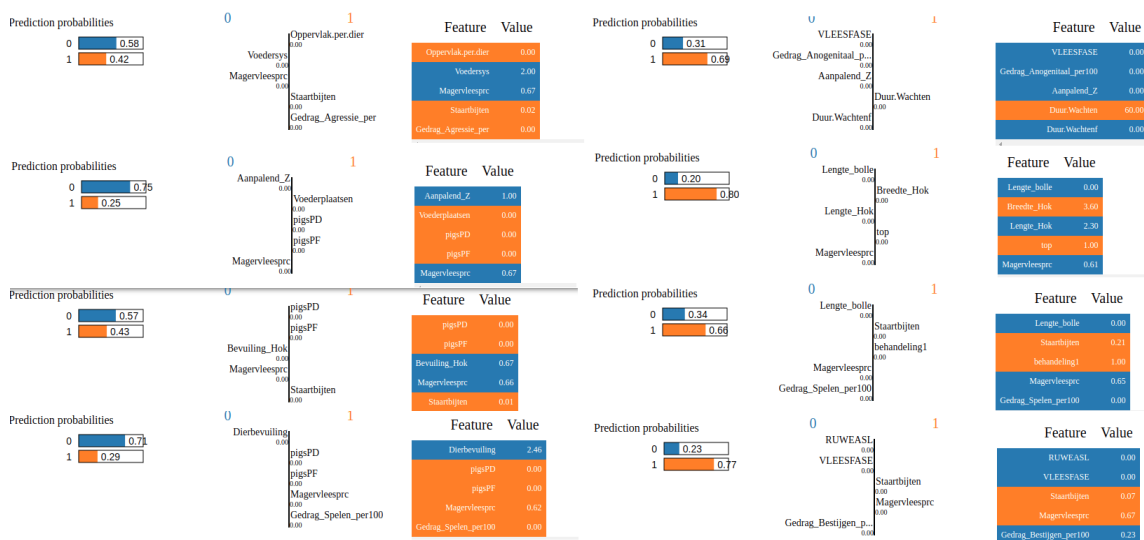 Prediction probabilities
0 0.58
1 0.42
0 1
Oppervlak.per.dier
0.00
Voedersys
0.00
Magervleesprc
0.00
Staartbijten
0.00
Gedrag_Agressie_per
0.00
Feature Value
Oppervlak.per.dier 0.00
Voedersys 2.00
Magervleesprc 0.67
Staartbijten 0.02
Gedrag_Agressie_per 0.00
Prediction probabilities
0 0.31
1 0.69
0 1
VLEESFASE
0.00
Gedrag_Anogenitaal_p...
0.00
Aanpalend_Z
0.00
Duur.Wachten
0.00
Duur.Wachtenf
0.00
Feature Value
VLEESFASE 0.00
Gedrag_Anogenitaal_per100 0.00
Aanpalend_Z 0.00
Duur.Wachten 60.00
Duur.Wachtenf 0.00
Prediction probabilities
0 0.75
1 0.25
0 1
Aanpalend_Z
0.00
Voederplaatsen
0.00
pigsPD
0.00
pigsPF
0.00
Magervleesprc
0.00
Feature Value
Aanpalend_Z 1.00
Voederplaatsen 0.00
pigsPD 0.00
pigsPF 0.00
Magervleesprc 0.67
Prediction probabilities
0 0.20
1 0.80
0 1
Lengte_bolle
0.00
Breedte_Hok
0.00
Lengte_Hok
0.00
top
0.00
Magervleesprc
0.00
Feature Value
Lengte_bolle 0.00
Breedte_Hok 3.60
Lengte_Hok 2.30
top 1.00
Magervleesprc 0.61
Prediction probabilities
0 0.57
1 0.43
0 1
pigsPD
0.00
pigsPF
0.00
Bevuiling_Hok
0.00
Magervleesprc
0.00
Staartbijten
0.00
Feature Value
pigsPD 0.00
pigsPF 0.00
Bevuiling_Hok 0.67
Magervleesprc 0.66
Staartbijten 0.01
Prediction probabilities
0 0.34
1 0.66
0 1
Lengte_bolle
0.00
Staartbijten
0.00
behandeling1
0.00
Magervleesprc
0.00
Gedrag_Spelen_per100
0.00
Feature Value
Lengte_bolle 0.00
Staartbijten 0.21
behandeling1 1.00
Magervleesprc 0.65
Gedrag_Spelen_per100 0.00
Prediction probabilities
0 0.71
1 0.29
0 1
Dierbevuiling
0.00
pigsPD
0.00
pigsPF
0.00
Magervleesprc
0.00
Gedrag_Spelen_per100
0.00
Feature Value
Dierbevuiling 2.46
pigsPD 0.00
pigsPF 0.00
Magervleesprc 0.62
Gedrag_Spelen_per100 0.00
Prediction probabilities
0 0.23
1 0.77
0 1
RUWEASL
0.00
VLEESFASE
0.00
Staartbijten
0.00
Magervleesprc
0.00
Gedrag_Bestijgen_p...
0.00
Feature Value
RUWEASL 0.00
VLEESFASE 0.00
Staartbijten 0.07
Magervleesprc 0.67
Gedrag_Bestijgen_per100 0.23